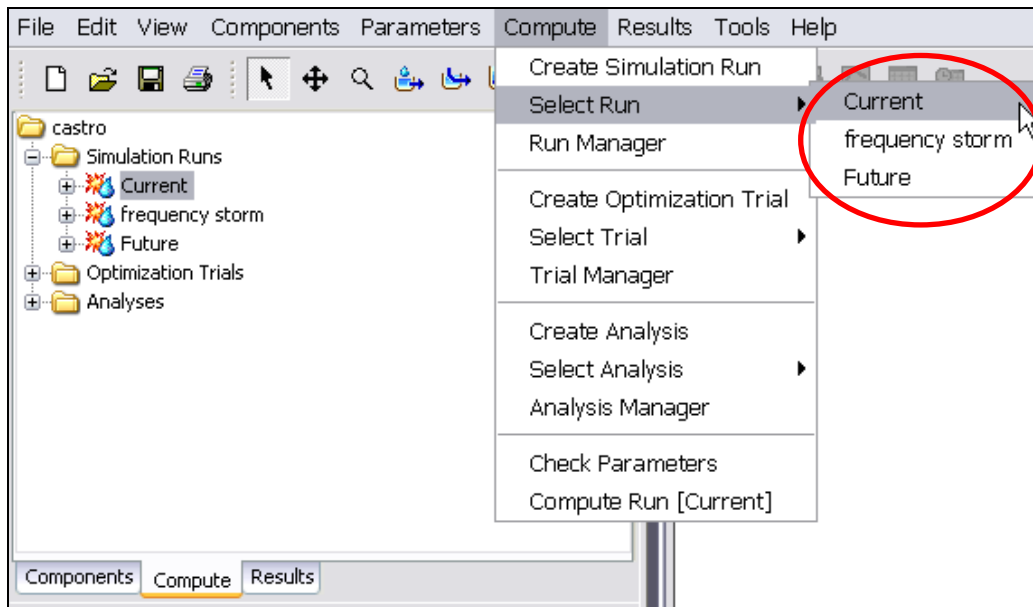 File Edit View Components Parameters Compute Results Tools Help
castro
Simulation Runs
Current
frequency storm
Future
Optimization Trials
Analyses
Create Simulation Run
Select Run
Run Manager
Create Optimization Trial
Select Trial
Trial Manager
Create Analysis
Select Analysis
Analysis Manager
Check Parameters
Compute Run [Current]
Current
frequency storm
Future
Components Compute Results